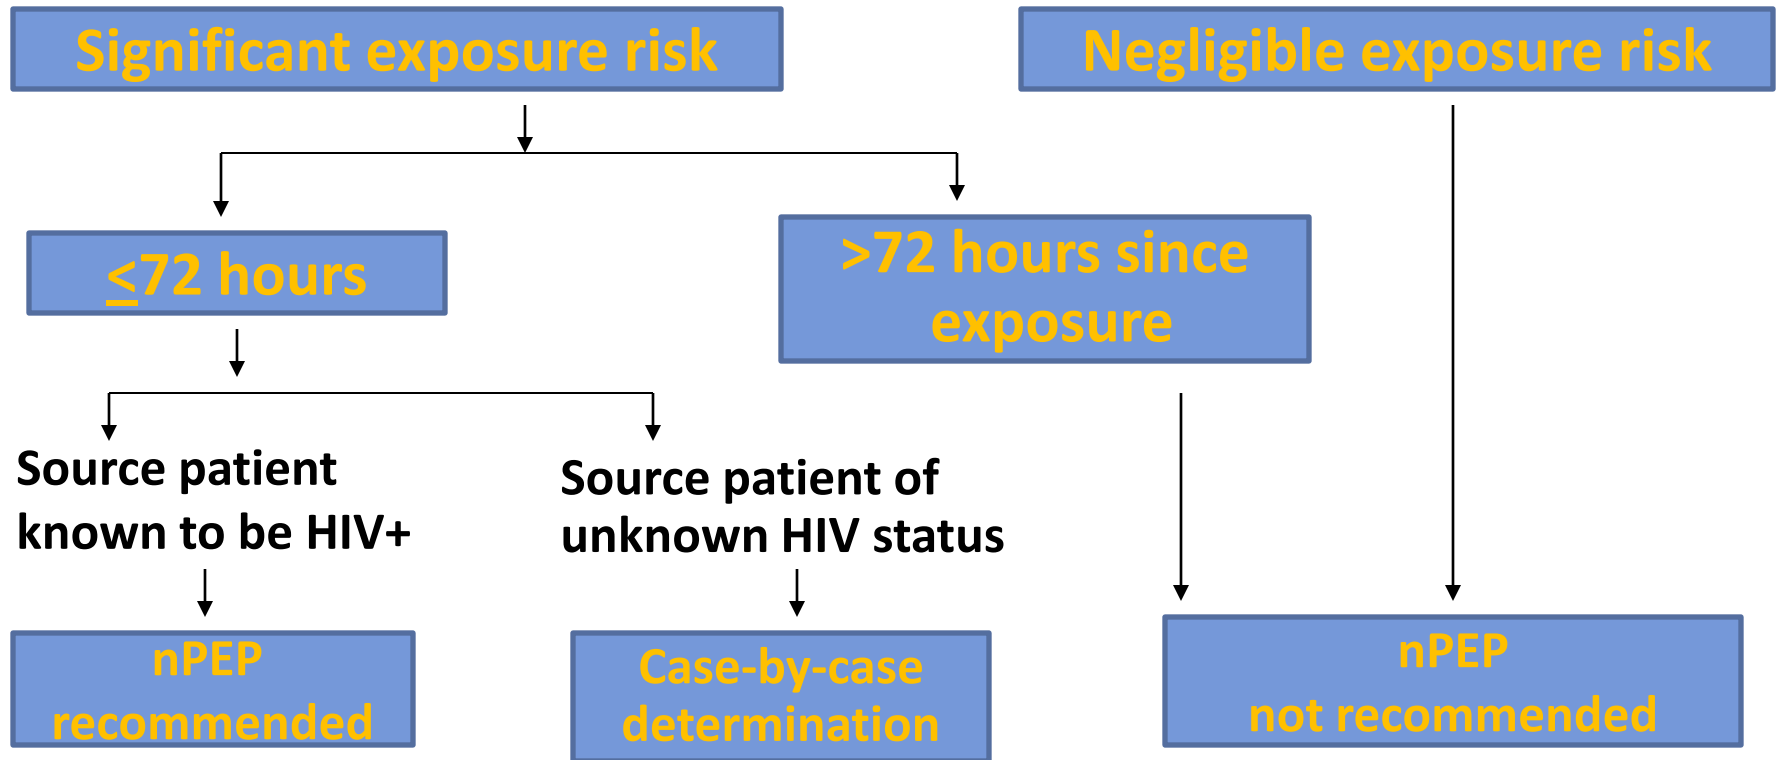 Significant exposure risk
Negligible exposure risk
≤72 hours
>72 hours since
exposure
Source patient
known to be HIV+
Source patient of
unknown HIV status
nPEP
recommended
Case-by-case
determination
nPEP
not recommended